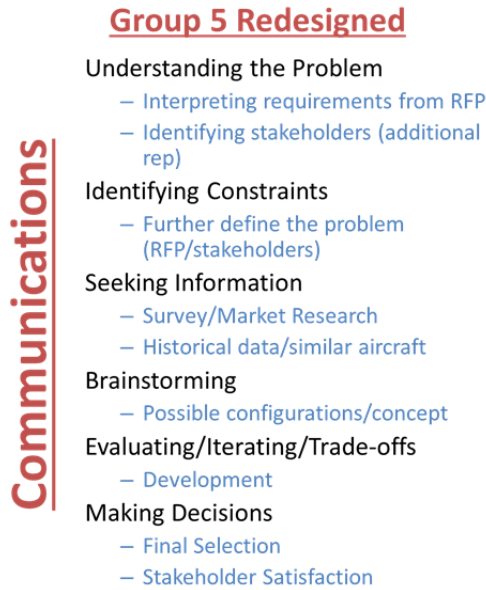 Group 5 Redesigned
Communications
Understanding the Problem
– Interpreting requirements from RFP
– Identifying stakeholders (additional
rep)
Identifying Constraints
– Further define the problem
(RFP/stakeholders)
Seeking Information
– Survey/Market Research
– Historical data/similar aircraft
Brainstorming
– Possible configurations/concept
Evaluating/Iterating/Trade-offs
– Development
Making Decisions
– Final Selection
– Stakeholder Satisfaction